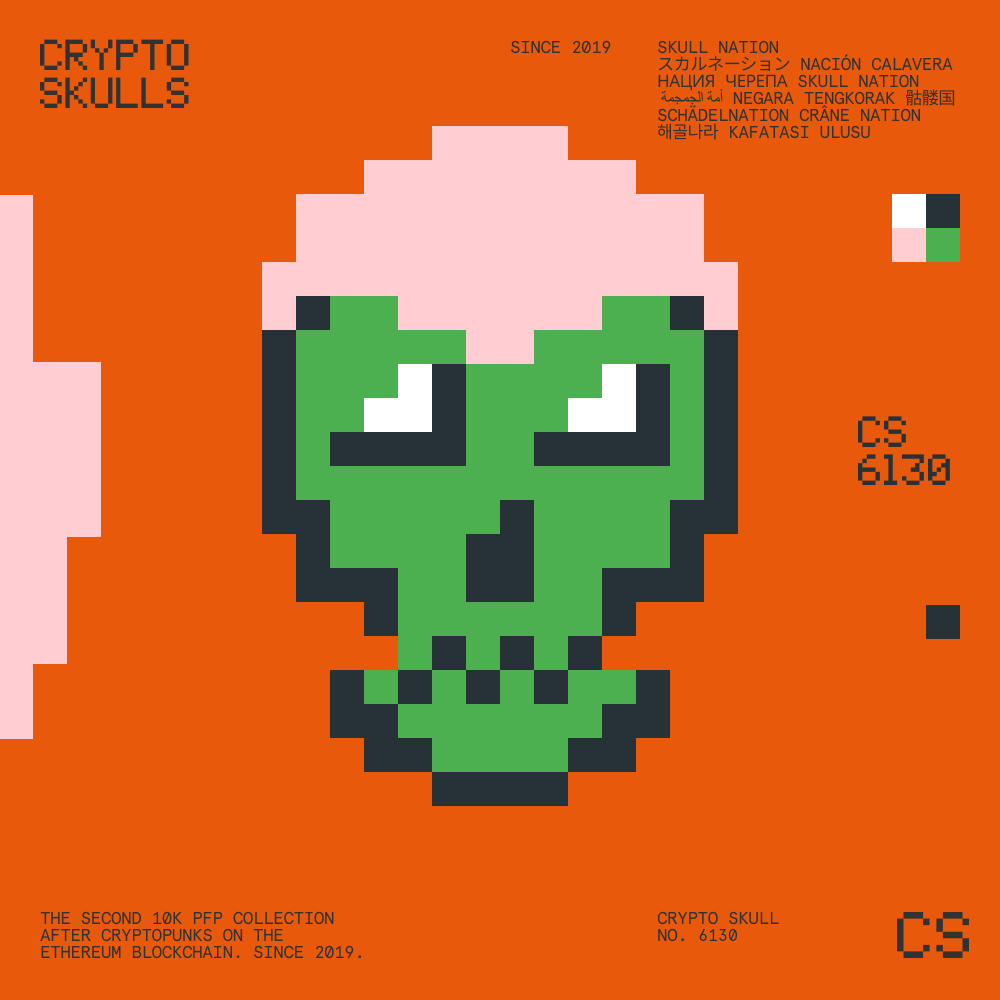 CRYPTO
SKULLS
SINCE 2019
SKULL NATION
スカルネーション NACIÓN CALAVERA
НАЦИЯ ЧЕРЕПА SKULL NATION
أمة الجمجمة NEGARA TENGKORAK 骷髅国
SCHÄDELNATION CRÂNE NATION
해골나라 KAFATASI ULUSU
CS
6130
THE SECOND 10K PFP COLLECTION
AFTER CRYPTOPUNKS ON THE
ETHEREUM BLOCKCHAIN. SINCE 2019.
CRYPTO SKULL
NO. 6130
CS